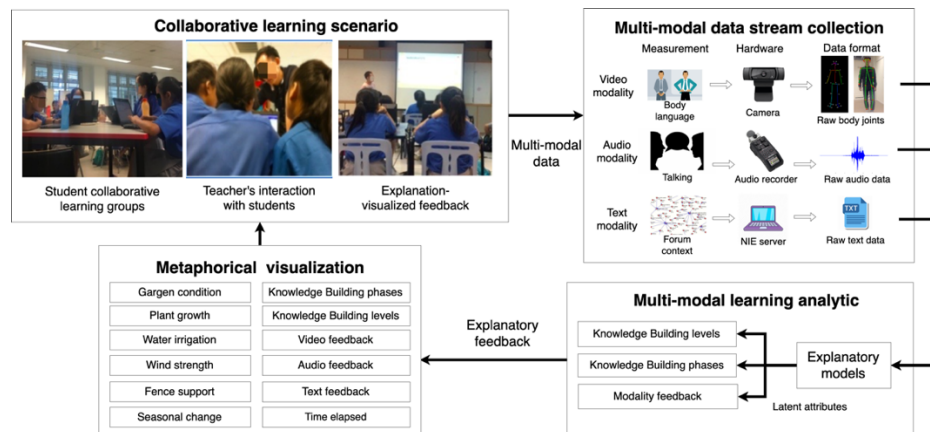 Collaborative learning scenario
Student collaborative
learning groups
Teacher's interaction
with students
Explanation-
visualized feedback
Multi-modal
data
Multi-modal data stream collection
Measurement
Hardware
Data format
Video
modality
Body
language
Camera
Raw body joints
Audio
modality
Talking
Audio recorder
Raw audio data
Text
modality
Forum
context
NIE server
TXT
Raw text data
Metaphorical visualization
Gargen condition
Knowledge Building phases
Plant growth
Knowledge Building levels
Water irrigation
Video feedback
Wind strength
Audio feedback
Fence support
Text feedback
Seasonal change
Time elapsed
Explanatory
feedback
Multi-modal learning analytic
Knowledge Building levels
Knowledge Building phases
Modality feedback
Explanatory
models
Latent attributes